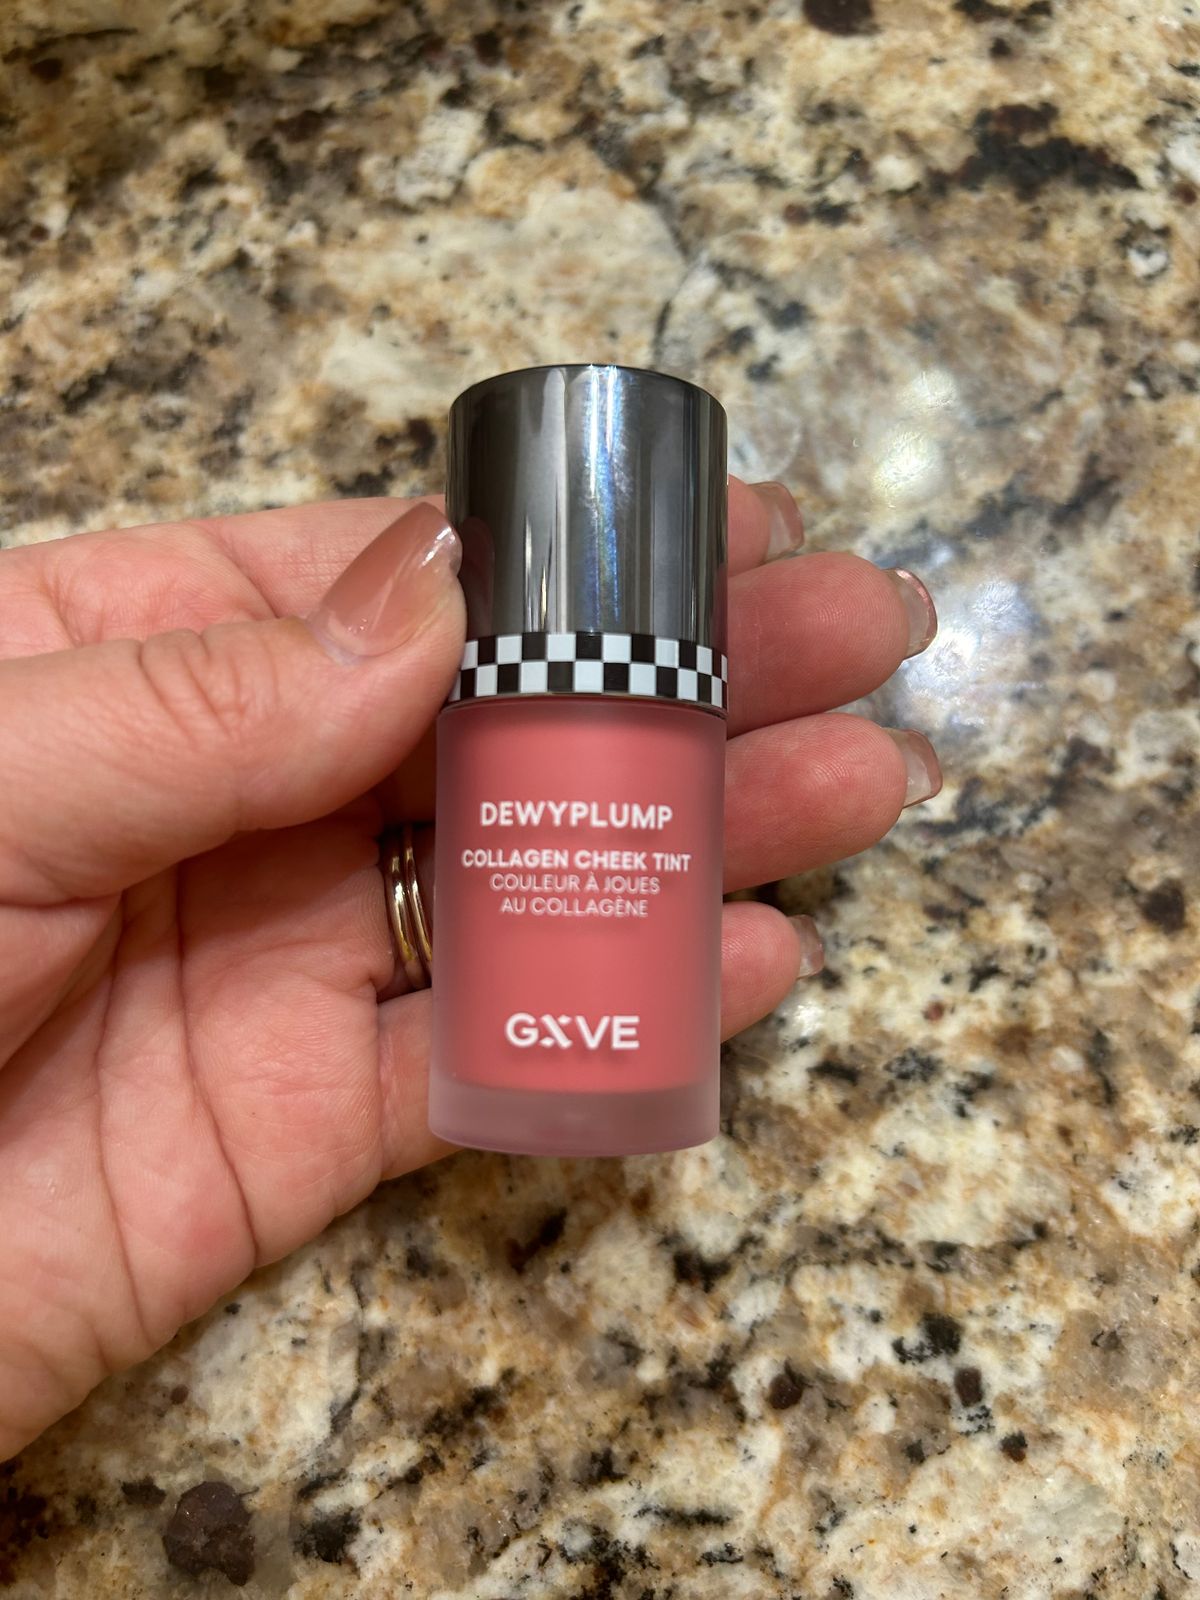 DEWYPLUMP
COLLAGEN CHEEK TINT
COULEUR À JOUES
AU COLLAGÈNE
GXVE